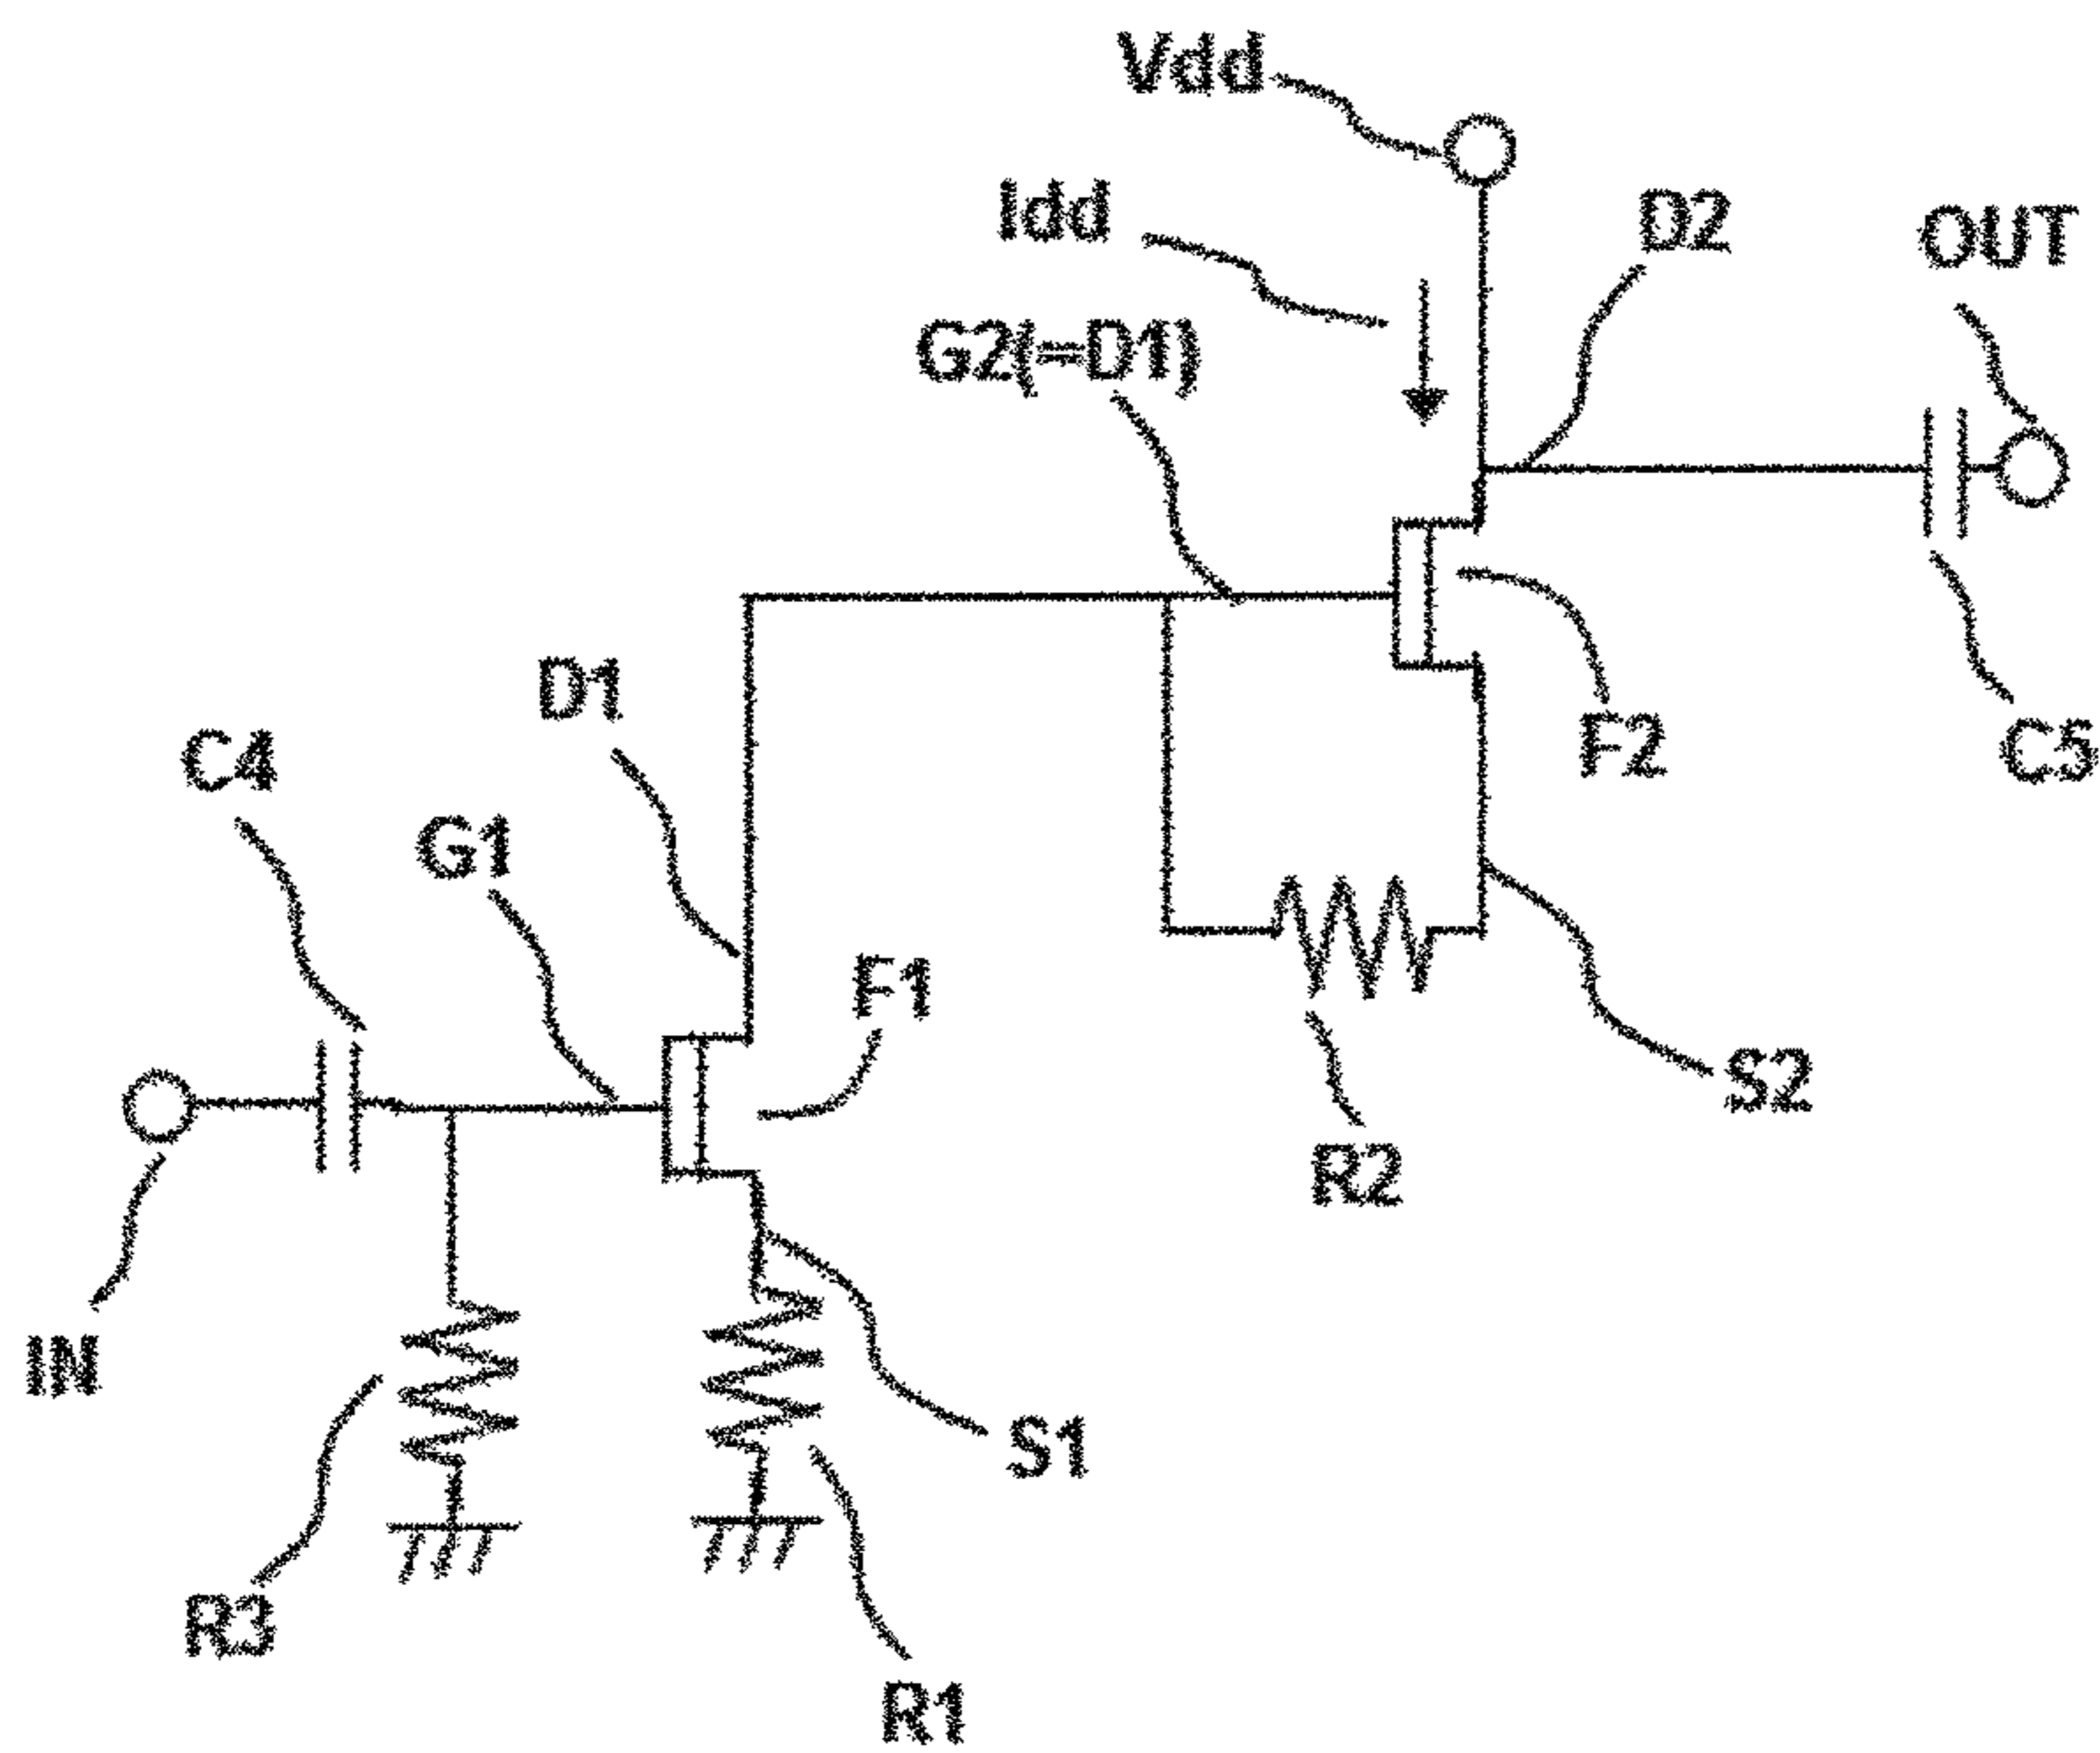 Vdd
Idd
D2
OUT
G2(=D1)
D1
C4
F2
C5
G1
F1
S2
R2
IN
S1
R3
R1